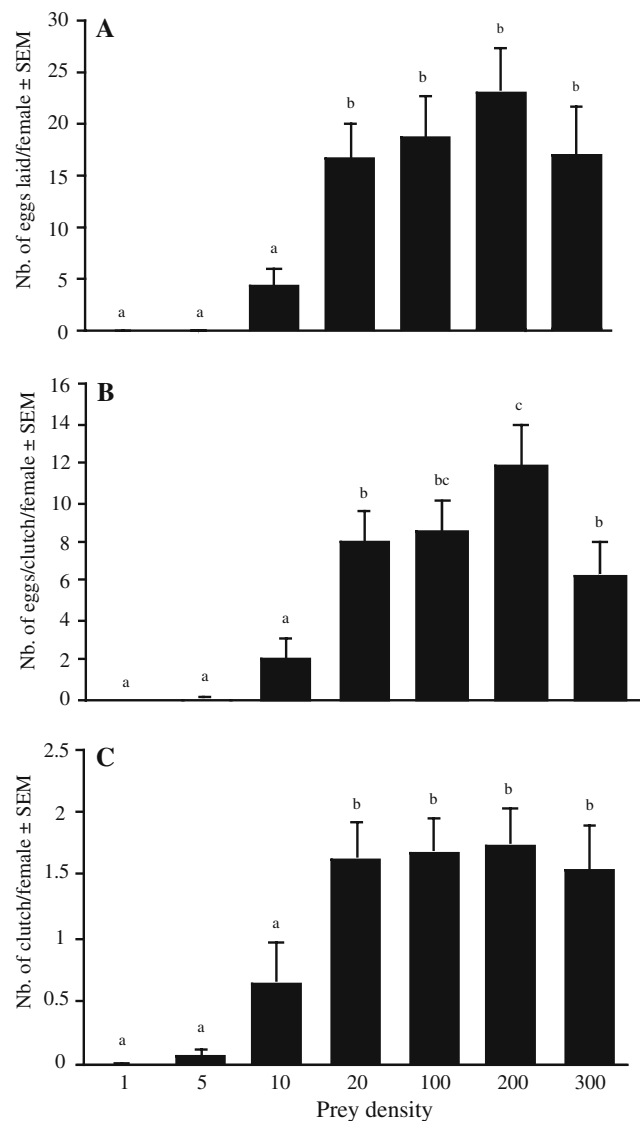 A
Nb. of eggs laid/female ± SEM
30
25
20
15
10
5
0
a a a b b b b
B
Nb. of eggs/clutch/female ± SEM
16
14
12
10
8
6
4
2
0
a a a b bc c b
C
Nb. of clutch/female ± SEM
2.5
2
1.5
1
0.5
0
a a a b b b b
1 5 10 20 100 200 300
Prey density